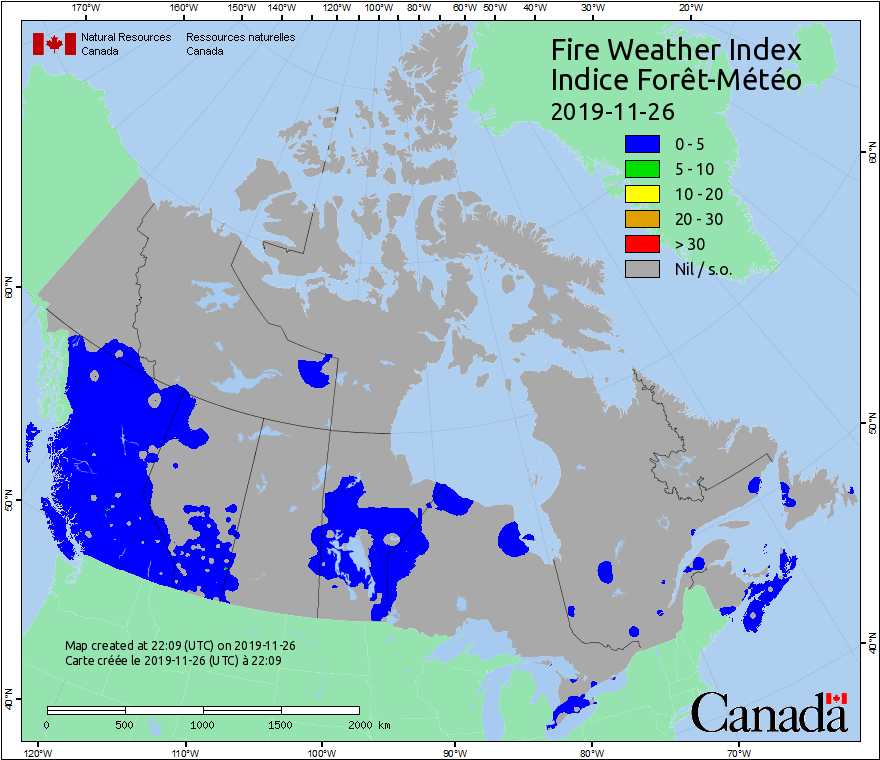 170°W 160°W 150°W 140°W 130°W 120°W 110°W 100°W 90°W 80°W 60°W 50°W 40°W 30°W 20°W
Natural Resources Canada
Ressources naturelles Canada
Fire Weather Index
Indice Forêt-Météo
2019-11-26
0 - 5
5 - 10
10 - 20
20 - 30
> 30
Nil / s.o.
60°N
50°N
40°N
60°N
50°N
40°N
Map created at 22:09 (UTC) on 2019-11-26
Carte créée le 2019-11-26 (UTC) à 22:09
0 500 1000 1500 2000 km
Canada
120°W 110°W 100°W 90°W 80°W 70°W